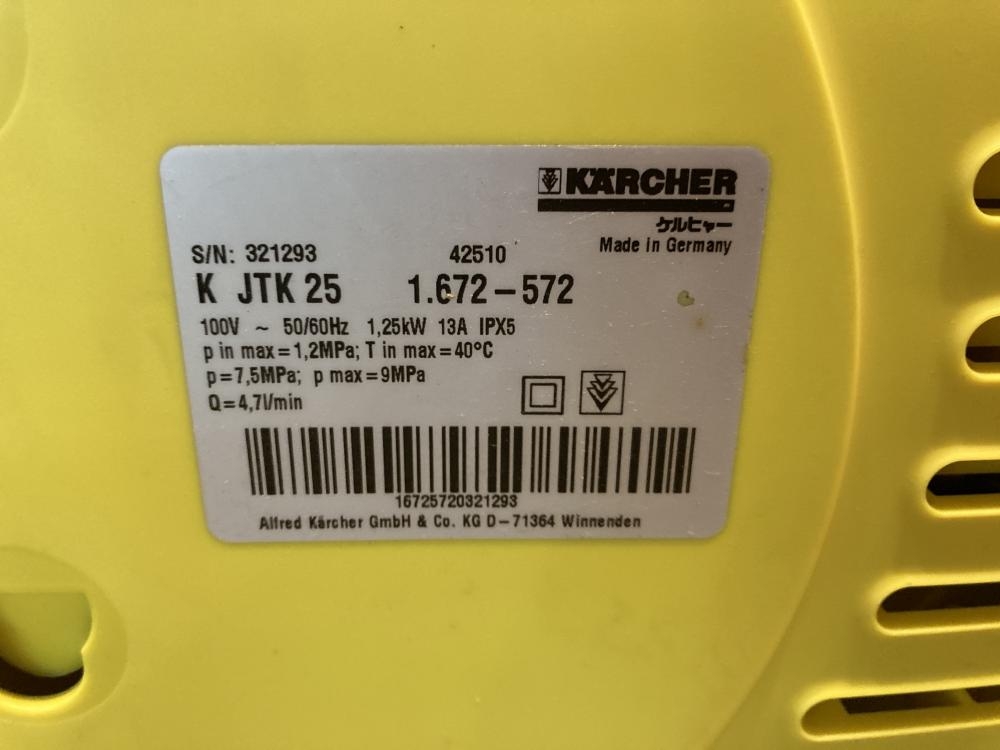 KÄRCHER
ケルヒャー
Made in Germany
S/N: 321293 42510
K JTK 25 1.672-572
100V ~ 50/60Hz 1,25kW 13A IPX5
p in max=1,2MPa; T in max=40°C
p=7,5MPa; p max=9MPa
Q=4,7l/min
16725720321293
Alfred Kärcher GmbH & Co. KG D-71364 Winnenden